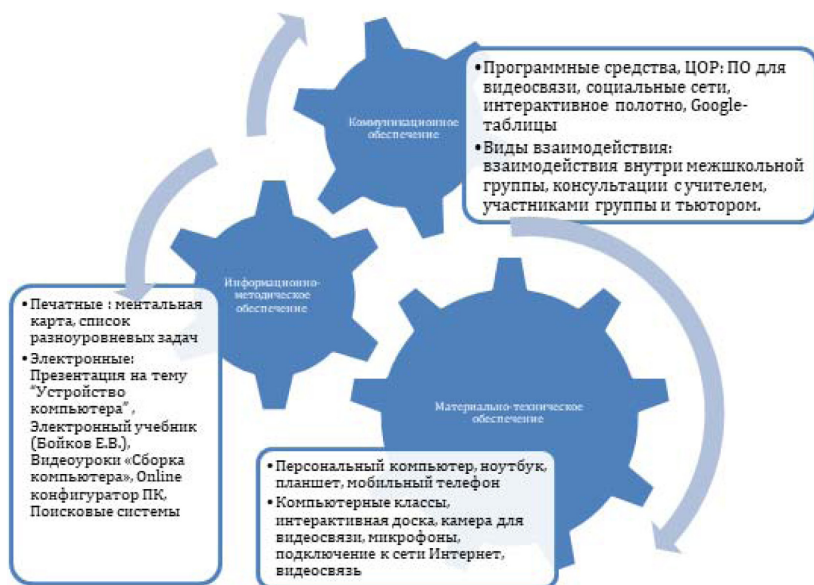 Коммуникационное
обеспечение
•Программные средства, ЦОР: ПО для
видеосвязи, социальные сети,
интерактивное полотно, Google-
таблицы
•Виды взаимодействия:
взаимодействия внутри межшкольной
группы, консультации с учителем,
участниками группы и тьютором.
Информационно-
методическое
обеспечение
•Печатные : ментальная
карта, список
разноуровневых задач
•Электронные:
Презентация на тему
“Устройство
компьютера” ,
Электронный учебник
(Бойков Е.В.),
Видеоуроки «Сборка
компьютера», Online
конфигуратор ПК,
Поисковые системы
Материально-техническое
обеспечение
•Персональный компьютер, ноутбук,
планшет, мобильный телефон
•Компьютерные классы,
интерактивная доска, камера для
видеосвязи, микрофоны,
подключение к сети Интернет,
видеосвязь